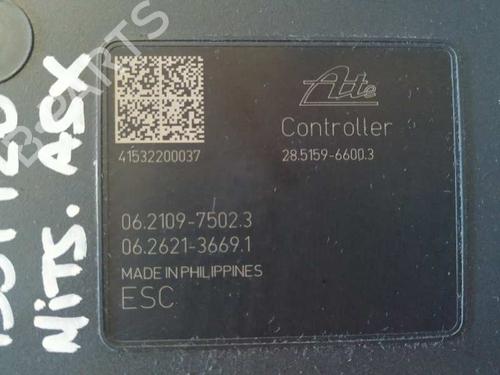 Ate
Controller
41532200037
28.5159-6600.3
06.2109-7502.3
06.2621-3669.1
MADE IN PHILIPPINES
ESC
MITS. ASX